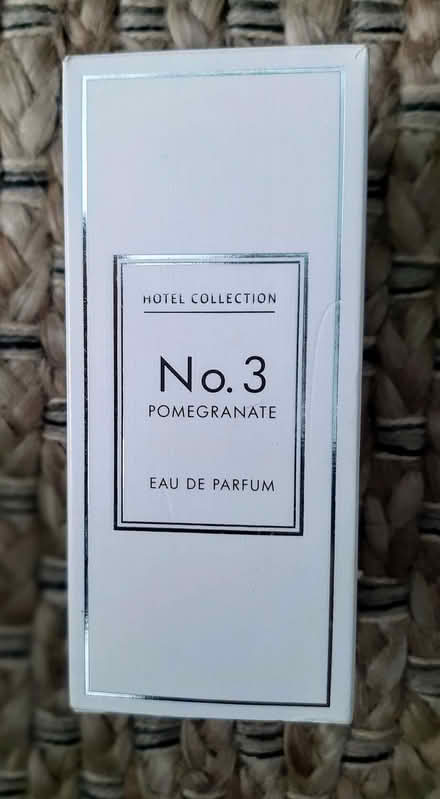 HOTEL COLLECTION
No. 3
POMEGRANATE
EAU DE PARFUM